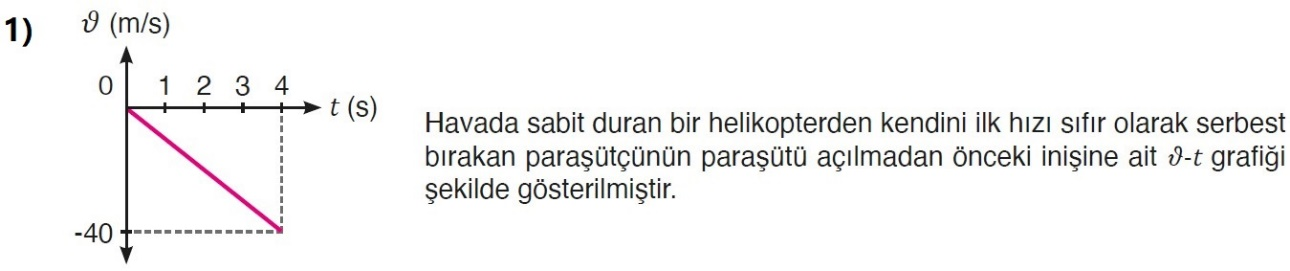 1)
ϑ (m/s)
0 1 2 3 4
t (s)
-40
Havada sabit duran bir helikopterden kendini ilk hızı sıfır olarak serbest
bırakan paraşütçünün paraşütü açılmadan önceki inişine ait ϑ-t grafiği
şekilde gösterilmiştir.